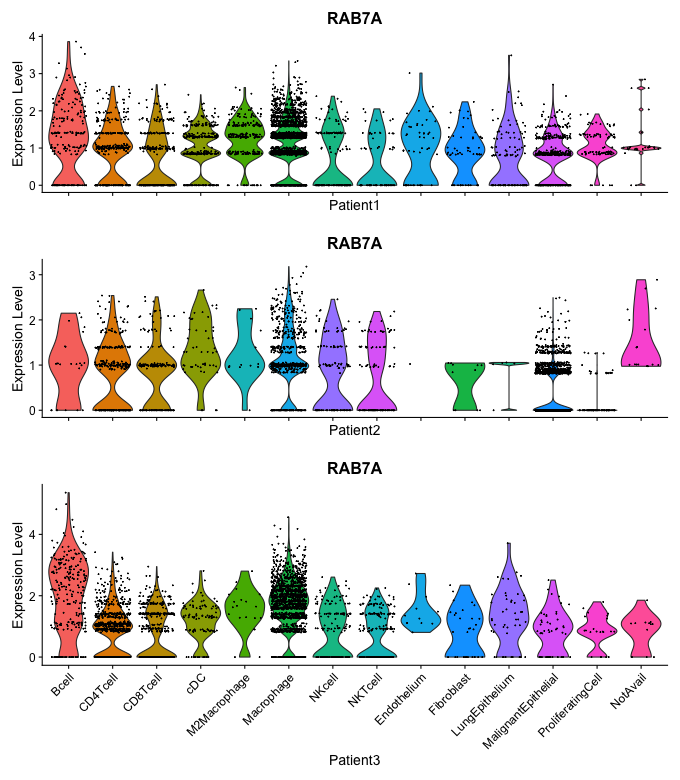 RAB7A
Expression Level
4
3
2
1
0
Patient1
RAB7A
Expression Level
3
2
1
0
Patient2
RAB7A
Expression Level
4
2
0
Bcell
CD4Tcell
CD8Tcell
cDC
M2Macrophage
Macrophage
NKcell
NKTcell
Endothelium
Fibroblast
LungEpithelium
MalignantEpithelial
ProliferatingCell
NotAvail
Patient3